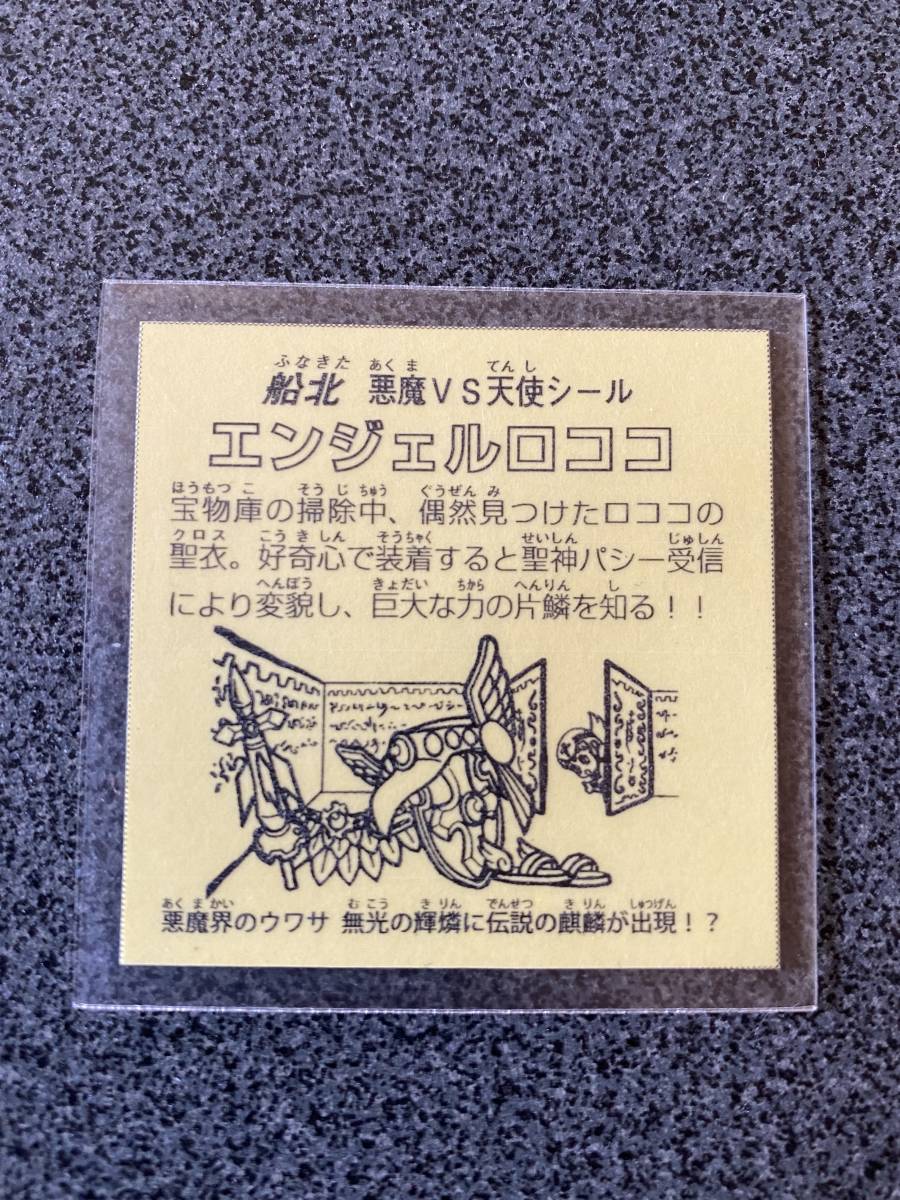 ふなきた あくま てんし
船北 悪魔VS天使シール
エンジェルロココ
ほうもつこ そうじちゅう ぐうぜんみ
宝物庫の掃除中、偶然見つけたロココの
クロス こうきしん そうちゃく せいしん じゅしん
聖衣。好奇心で装着すると聖神パシー受信
へんぼう きょだい ちから へんりん し
により変貌し、巨大な力の片鱗を知る!!
あくまかい むこう きりん でんせつ きりん しゅつげん
悪魔界のウワサ 無光の輝燐に伝説の麒麟が出現!?